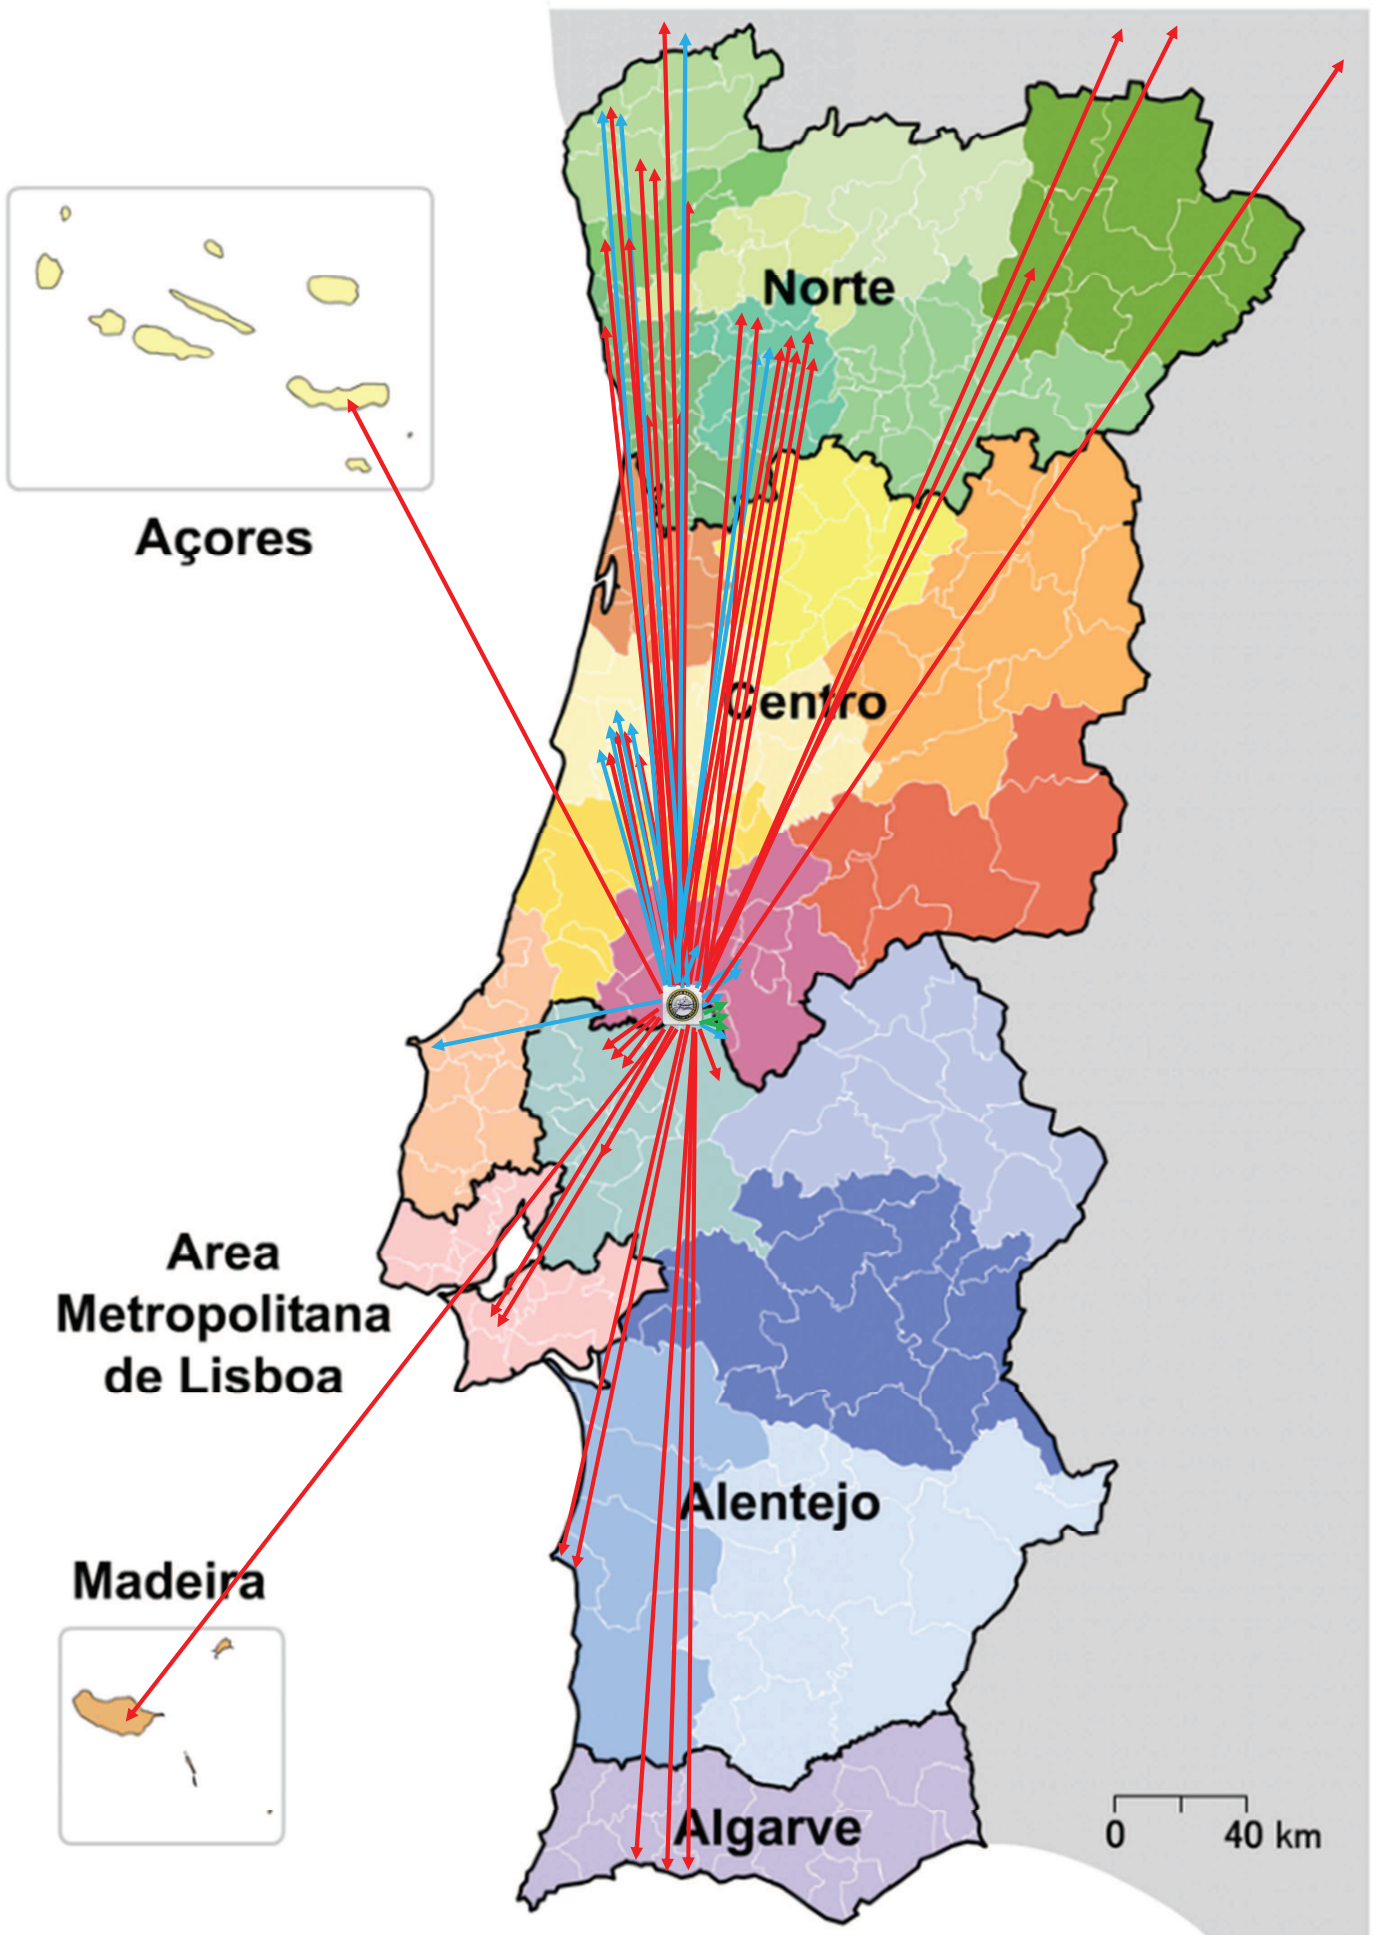 Norte
Açores
Centro
Area
Metropolitana
de Lisboa
Alentejo
Madeira
Algarve
0 40 km